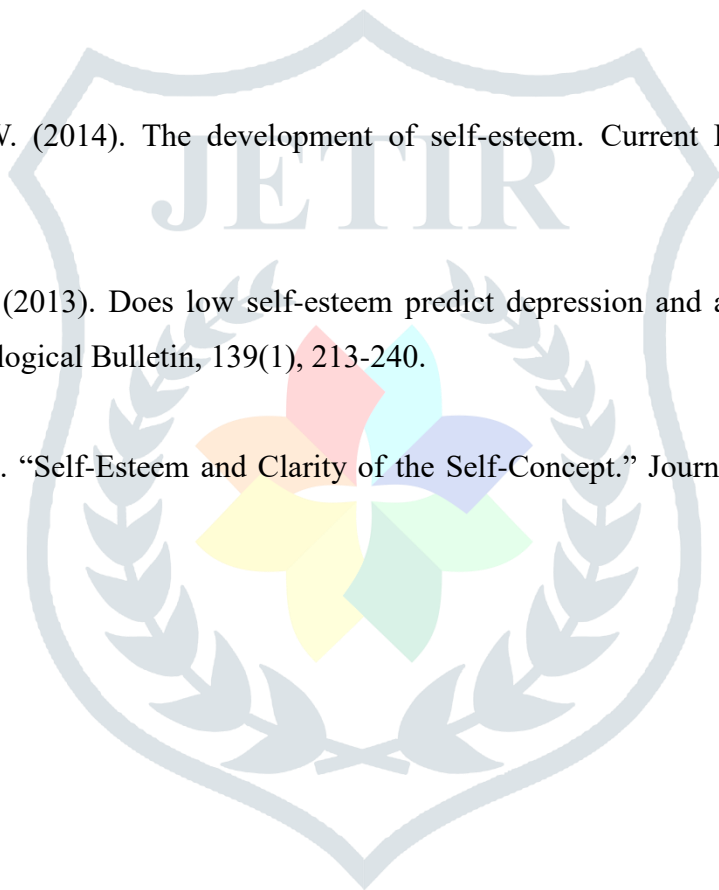 W. (2014). The development of self-esteem. Current
JETIR
(2013). Does low self-esteem predict depression and
logical Bulletin, 139(1), 213-240.
. “Self-Esteem and Clarity of the Self-Concept.” Journ